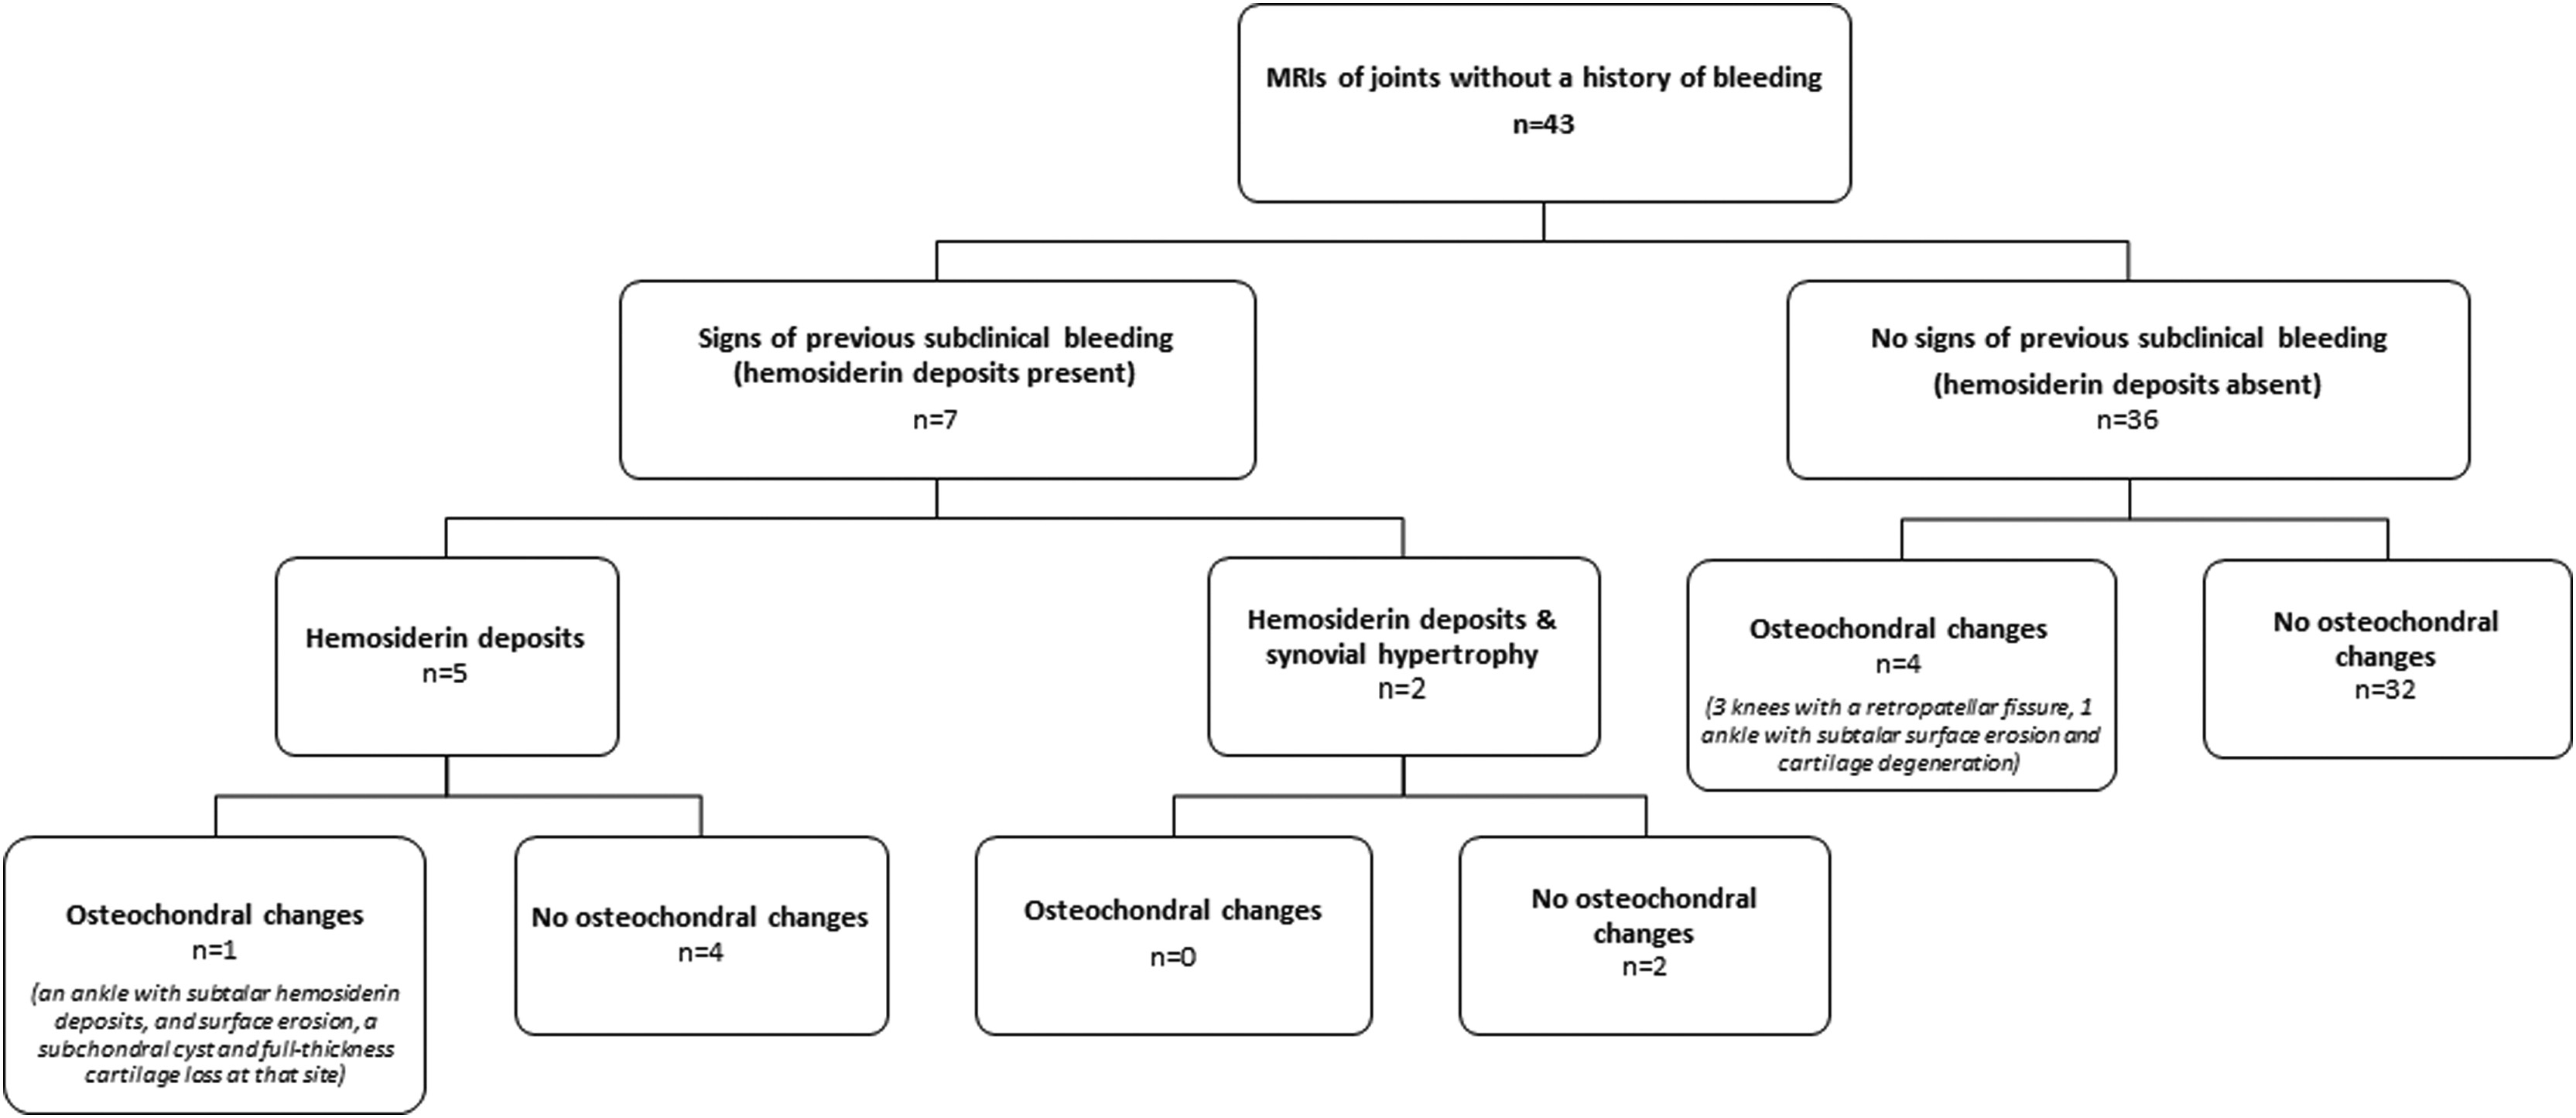 MRIs of joints without a history of bleeding
n=43
Signs of previous subclinical bleeding
(hemosiderin deposits present)
n=7
No signs of previous subclinical bleeding
(hemosiderin deposits absent)
n=36
Hemosiderin deposits
n=5
Hemosiderin deposits &
synovial hypertrophy
n=2
Osteochondral changes
n=4
(3 knees with a retropatellar fissure, 1
ankle with subtalar surface erosion and
cartilage degeneration)
No osteochondral
changes
n=32
Osteochondral changes
n=1
(an ankle with subtalar hemosiderin
deposits, and surface erosion, a
subchondral cyst and full-thickness
cartilage loss at that site)
No osteochondral changes
n=4
Osteochondral changes
n=0
No osteochondral
changes
n=2